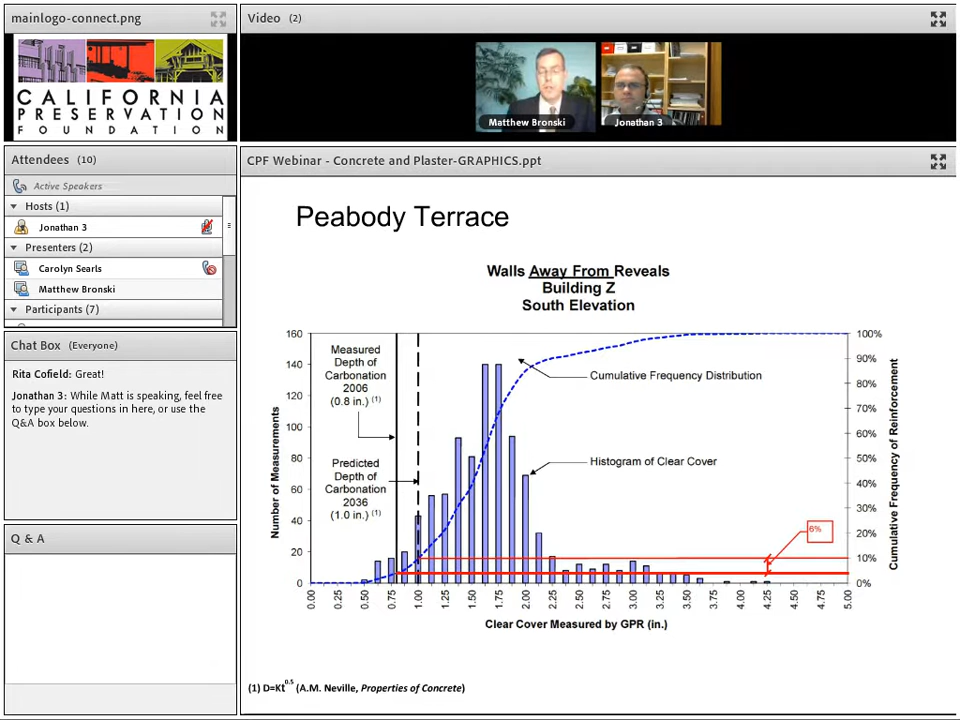 mainlogo-connect.png
CALIFORNIA
PRESERVATION
FOUNDATION
Video (2)
Matthew Bronski
Jonathan 3
Attendees (10)
Active Speakers
Hosts (1)
Jonathan 3
Presenters (2)
Carolyn Searls
Matthew Bronski
Participants (7)
Chat Box (Everyone)
Rita Cofield: Great!
Jonathan 3: While Matt is speaking, feel free
to type your questions in here, or use the
Q&A box below.
Q & A
CPF Webinar - Concrete and Plaster-GRAPHICS.ppt
Peabody Terrace
Walls Away From Reveals
Building Z
South Elevation
Number of Measurements
160
140
120
100
80
60
40
20
0
Measured
Depth of
Carbonation
2006
(0.8 in.) (1)
Predicted
Depth of
Carbonation
2036
(1.0 in.) (1)
Cumulative Frequency Distribution
Histogram of Clear Cover
6%
100%
90%
80%
70%
60%
50%
40%
30%
20%
10%
0%
Cumulative Frequency of Reinforcement
0.00
0.25
0.50
0.75
1.00
1.25
1.50
1.75
2.00
2.25
2.50
2.75
3.00
3.25
3.50
3.75
4.00
4.25
4.50
4.75
5.00
Clear Cover Measured by GPR (in.)
(1) D=Kt0.5 (A.M. Neville, Properties of Concrete)